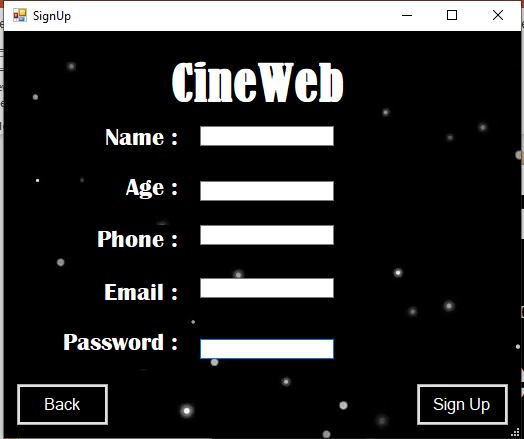 SignUp
CineWeb
Name :
Age :
Phone :
Email :
Password :
Back
Sign Up